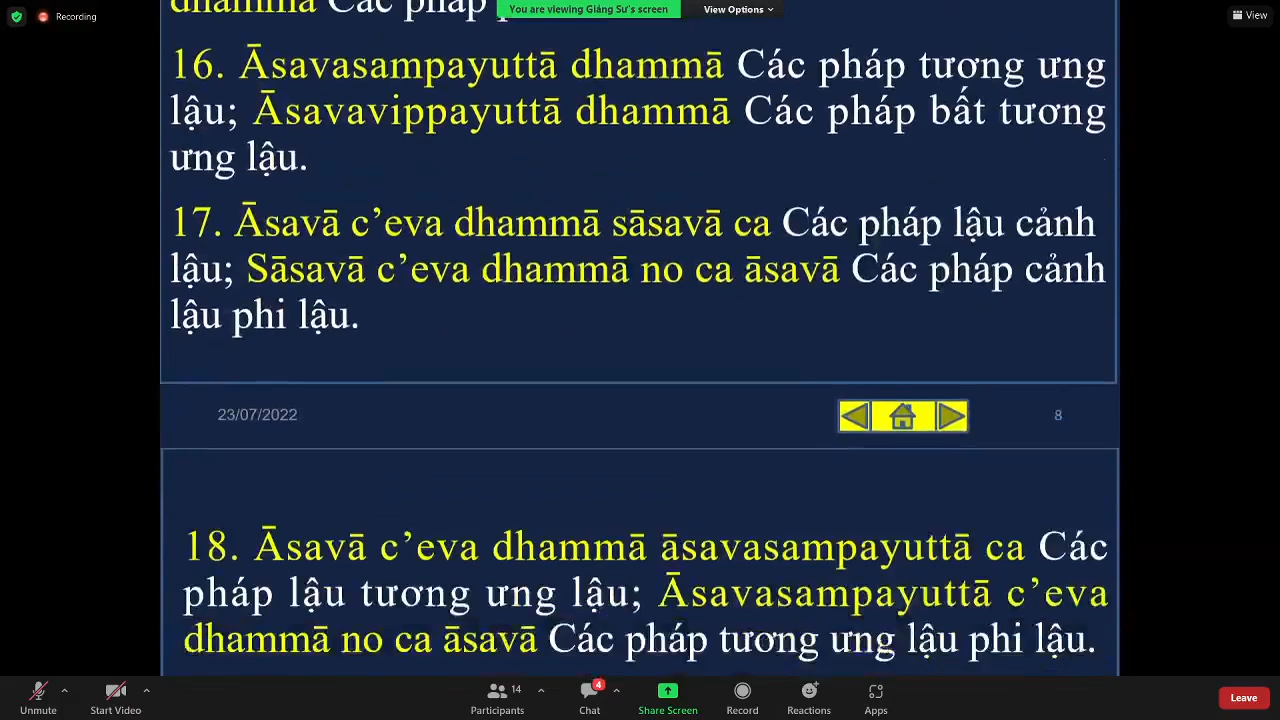 Recording
You are viewing Giảng Sư's screen
View Options
View
dhammā Các pháp
16. Āsavasampayuttā dhammā Các pháp tương ưng
lậu; Āsavavippayuttā dhammā Các pháp bất tương
ưng lậu.
17. Āsavā c’eva dhammā sāsavā ca Các pháp lậu cảnh
lậu; Sāsavā c’eva dhammā no ca āsavā Các pháp cảnh
lậu phi lậu.
23/07/2022
8
18. Āsavā c’eva dhammā āsavasampayuttā ca Các
pháp lậu tương ưng lậu; Āsavasampayuttā c’eva
dhammā no ca āsavā Các pháp tương ưng lậu phi lậu.
14
4
Unmute
Start Video
Participants
Chat
Share Screen
Record
Reactions
Apps
Leave